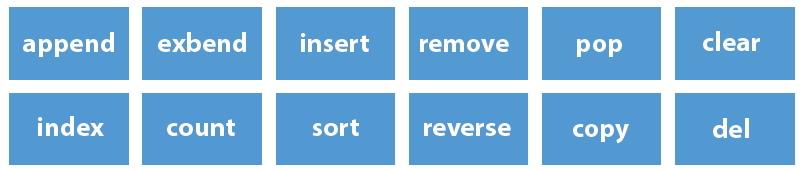 append exbend insert remove pop clear
index count sort reverse copy del